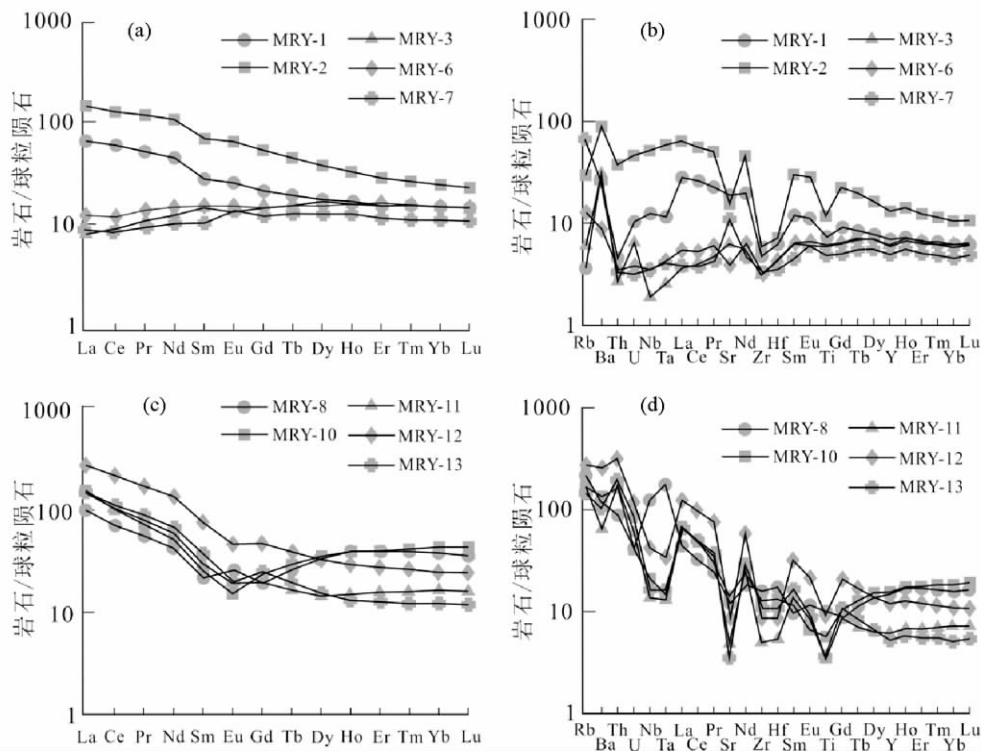 (a)
1000
100
10
1
岩石/球粒陨石
MRY-1
MRY-2
MRY-3
MRY-6
MRY-7
La Ce Pr Nd Sm Eu Gd Tb Dy Ho Er Tm Yb Lu
(b)
1000
100
10
1
岩石/球粒陨石
MRY-1
MRY-2
MRY-3
MRY-6
MRY-7
Rb Th Nb La Pr Nd Hf Eu Gd Dy Ho Tm Lu
Ba U Ta Ce Sr Zr Sm Ti Tb Y Er Yb
(c)
1000
100
10
1
岩石/球粒陨石
MRY-8
MRY-10
MRY-11
MRY-12
MRY-13
La Ce Pr Nd Sm Eu Gd Tb Dy Ho Er Tm Yb Lu
(d)
1000
100
10
1
岩石/球粒陨石
MRY-8
MRY-10
MRY-11
MRY-12
MRY-13
Rb Th Nb La Pr Nd Hf Eu Gd Dy Ho Tm Lu
Ba U Ta Ce Sr Zr Sm Ti Tb Y Er Yb